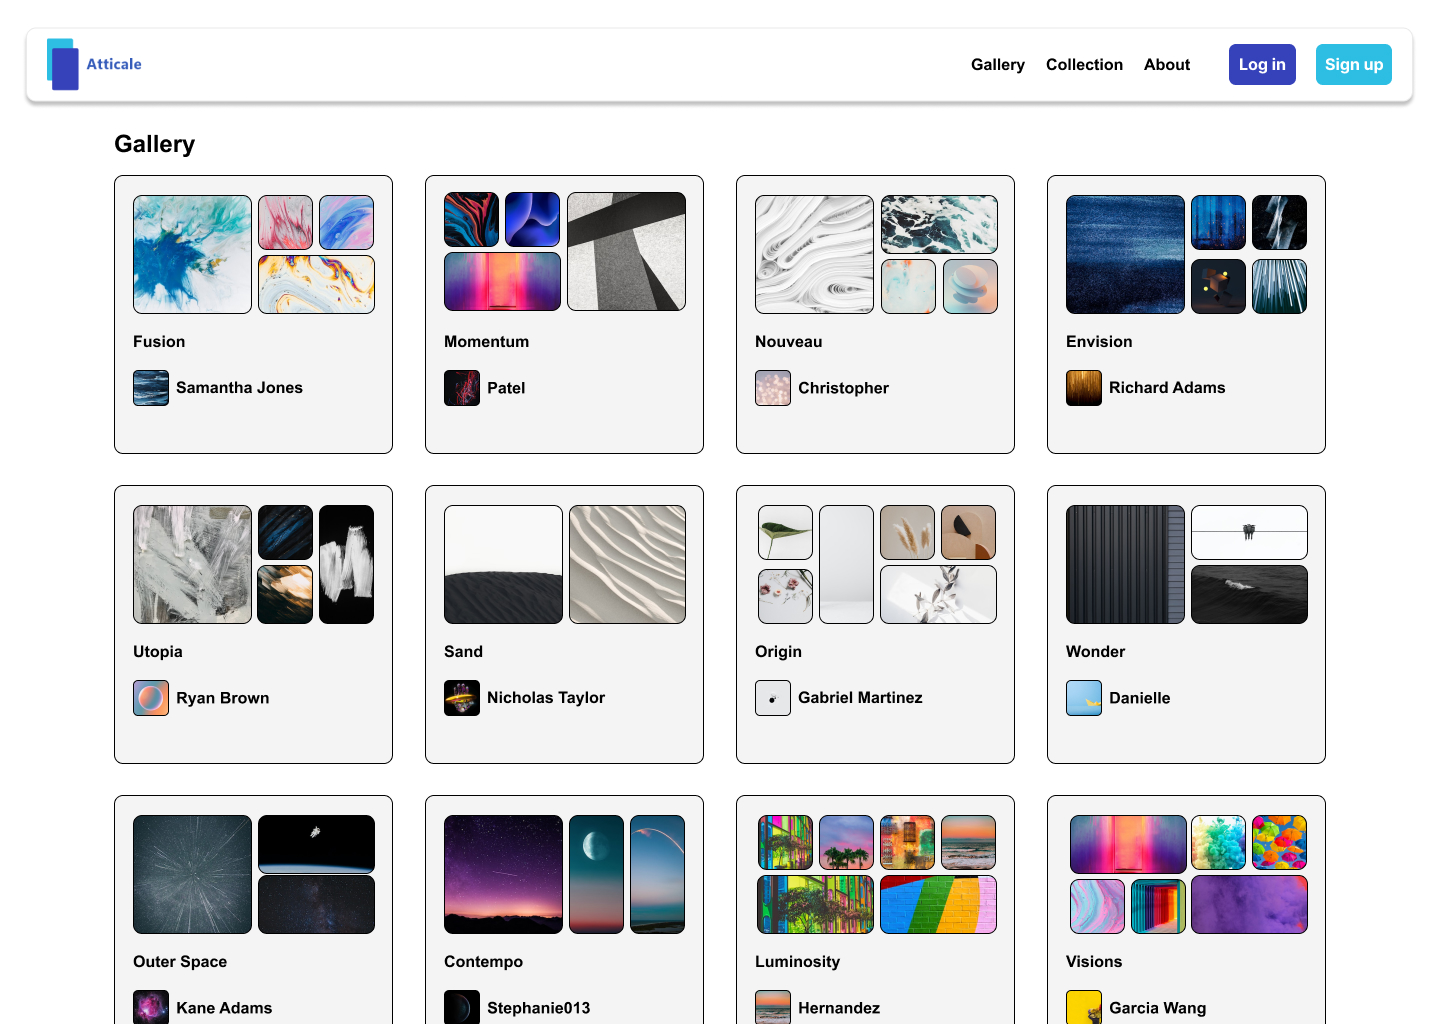 Atticale
Gallery Collection About Log in Sign up
Gallery
Fusion
Samantha Jones
Momentum
Patel
Nouveau
Christopher
Envision
Richard Adams
Utopia
Ryan Brown
Sand
Nicholas Taylor
Origin
Gabriel Martinez
Wonder
Danielle
Outer Space
Kane Adams
Contempo
Stephanie013
Luminosity
Hernandez
Visions
Garcia Wang